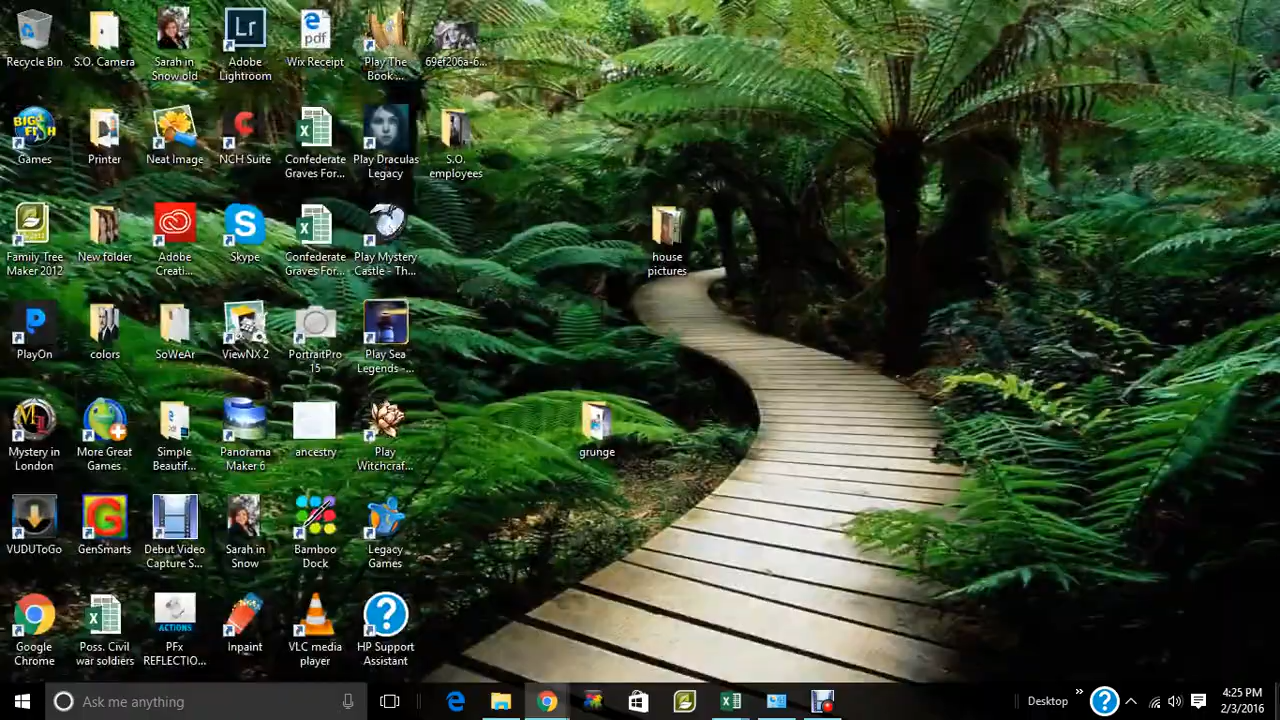 Recycle Bin
S.O. Camera
Sarah in
Snow old
Lr
Adobe
Lightroom
pdf
Wix Receipt
Play The
Book ...
69ef206a-6...
BIG FISH
Games
Printer
Neat Image
NCH Suite
Confederate
Graves For...
Play Draculas
Legacy
S.O.
employees
Family Tree
Maker 2012
New folder
Adobe
Creati...
Skype
Confederate
Graves For...
Play Mystery
Castle - Th...
house
pictures
PlayOn
colors
SoWeAr
ViewNX 2
PortraitPro
15
Play Sea
Legends -...
Mystery in
London
More Great
Games
Simple
Beautif...
Panorama
Maker 6
ancestry
Play
Witchcraf...
grunge
VUDUToGo
GenSmarts
Debut Video
Capture S...
Sarah in
Snow
Bamboo
Dock
Legacy
Games
Google
Chrome
Poss. Civil
war soldiers
ACTIONS
PFx
REFLECTIO...
Inpaint
VLC media
player
HP Support
Assistant
Ask me anything
Desktop
4:25 PM
2/3/2016